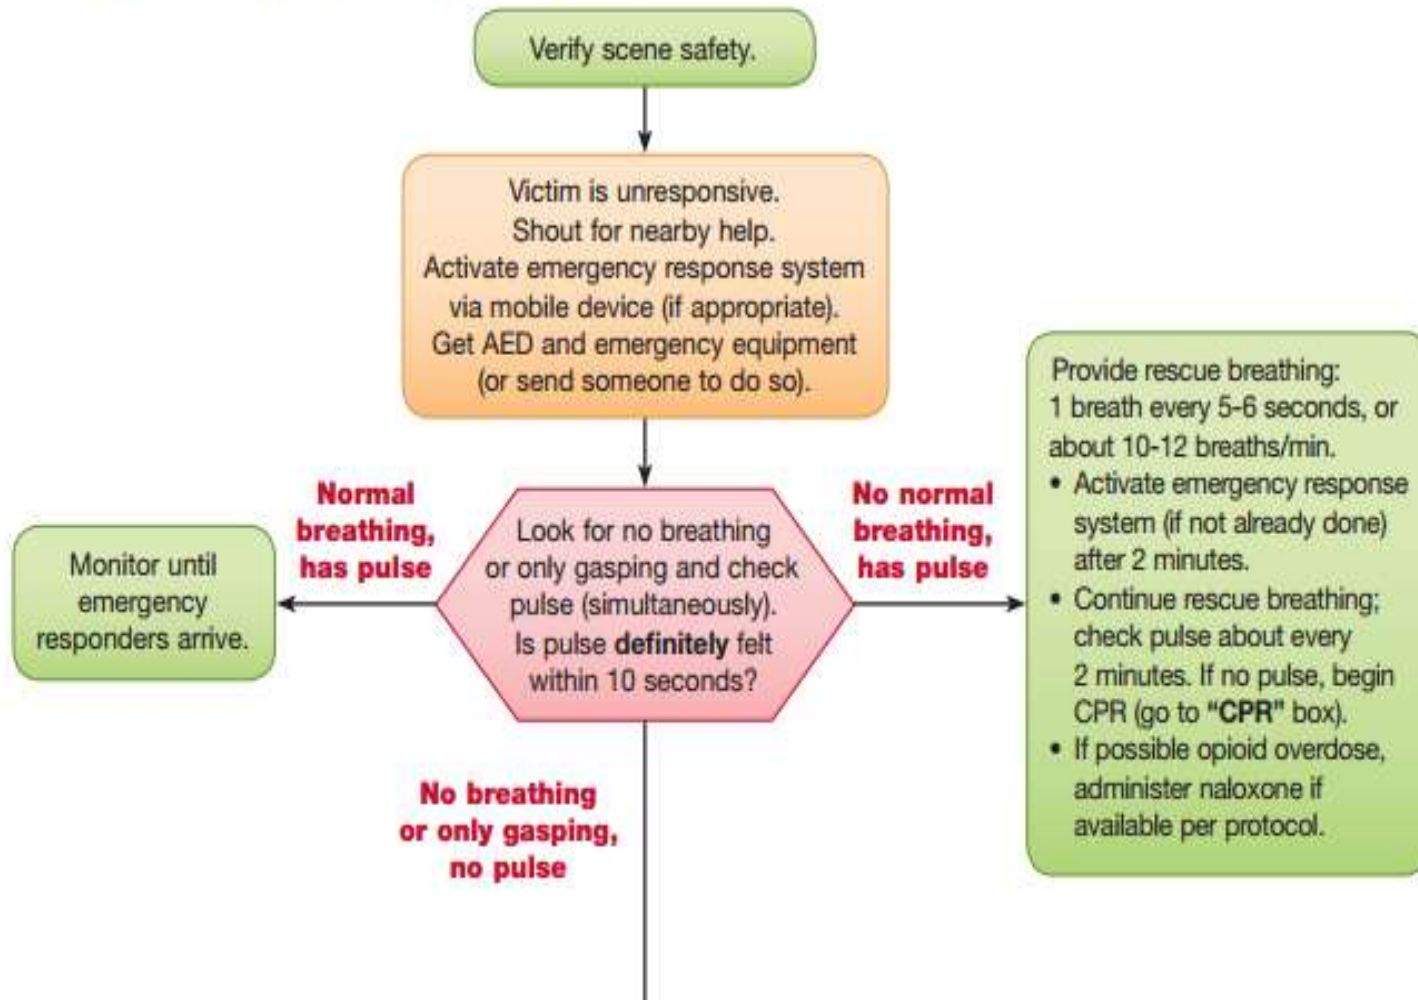 Verify scene safety.
Victim is unresponsive.
Shout for nearby help.
Activate emergency response system
via mobile device (if appropriate).
Get AED and emergency equipment
(or send someone to do so).
Normal
breathing,
has pulse
Monitor until
emergency
responders arrive.
Look for no breathing
or only gasping and check
pulse (simultaneously).
Is pulse definitely felt
within 10 seconds?
No normal
breathing,
has pulse
Provide rescue breathing:
1 breath every 5-6 seconds, or
about 10-12 breaths/min.
• Activate emergency response
system (if not already done)
after 2 minutes.
• Continue rescue breathing;
check pulse about every
2 minutes. If no pulse, begin
CPR (go to “CPR” box).
• If possible opioid overdose,
administer naloxone if
available per protocol.
No breathing
or only gasping,
no pulse